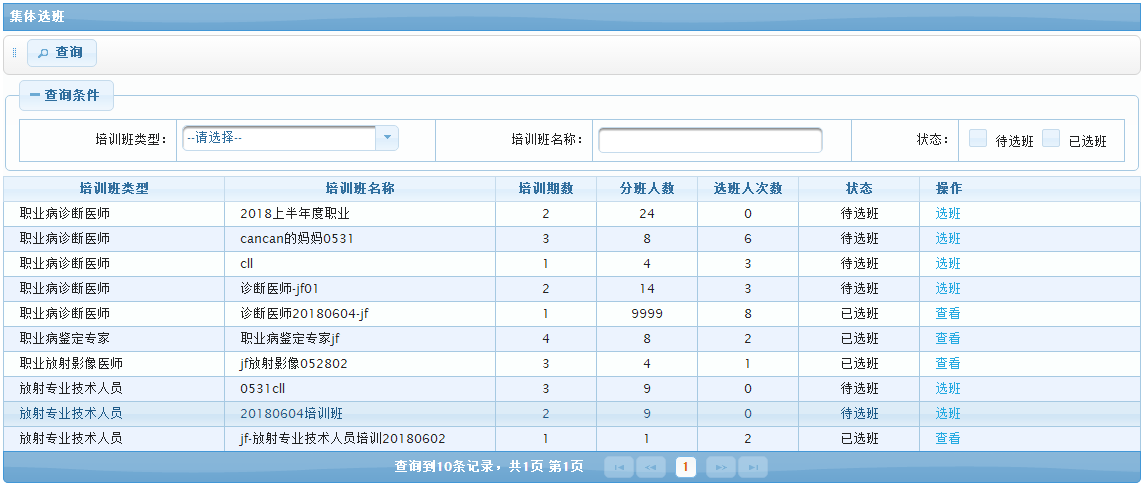 集体选班
查询
查询条件
培训班类型： --请选择-- 培训班名称： 状态： 待选班 已选班
培训班类型 培训班名称 培训期数 分班人数 选班人次数 状态 操作
职业病诊断医师 2018上半年度职业 2 24 0 待选班 选班
职业病诊断医师 cancan的妈妈0531 3 8 6 待选班 选班
职业病诊断医师 cll 1 4 3 待选班 选班
职业病诊断医师 诊断医师-jf01 2 14 3 待选班 选班
职业病诊断医师 诊断医师20180604-jf 1 9999 8 已选班 查看
职业病鉴定专家 职业病鉴定专家jf 4 8 2 已选班 查看
职业放射影像医师 jf放射影像052802 3 4 1 已选班 查看
放射专业技术人员 0531cll 3 9 0 待选班 选班
放射专业技术人员 20180604培训班 2 9 0 待选班 选班
放射专业技术人员 jf-放射专业技术人员培训20180602 1 1 2 已选班 查看
查询到10条记录，共1页 第1页 1